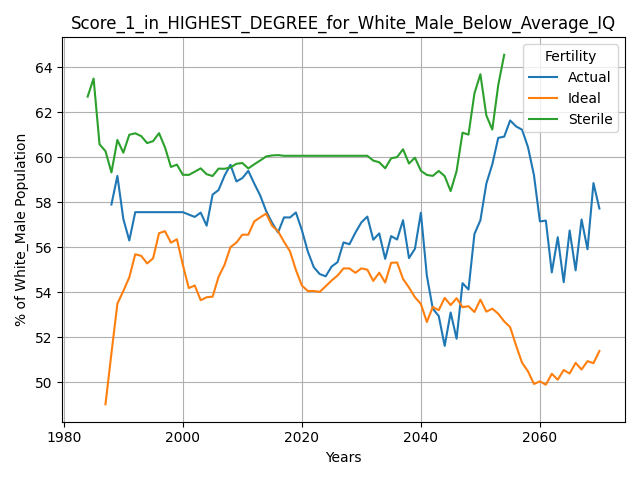 Score_1_in_HIGHEST_DEGREE_for_White_Male_Below_Average_IQ
Fertility
Actual
Ideal
Sterile
% of White_Male Population
64
62
60
58
56
54
52
50
1980
2000
2020
2040
2060
Years